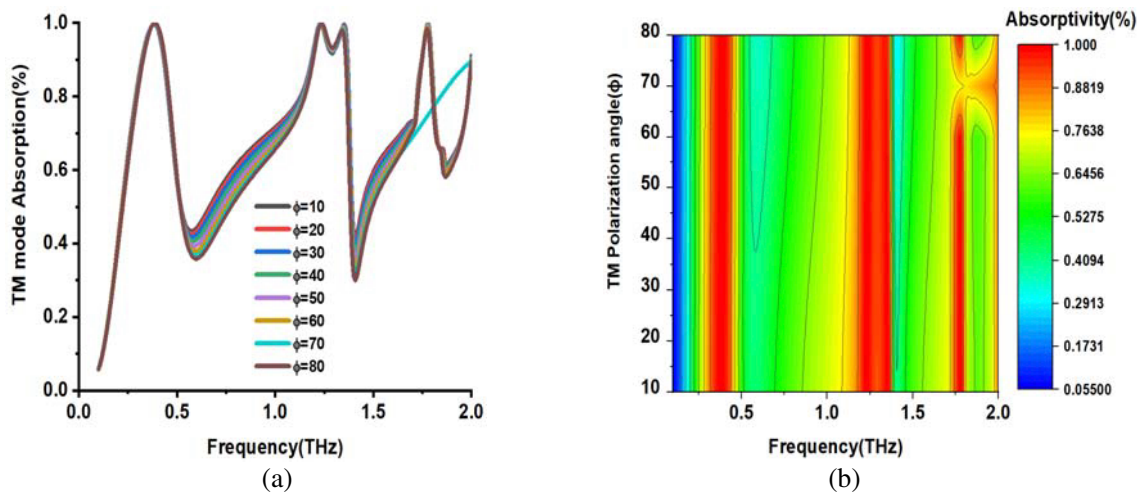 TM mode Absorption(%)
1.0
0.8
0.6
0.4
0.2
0.0
ϕ=10
ϕ=20
ϕ=30
ϕ=40
ϕ=50
ϕ=60
ϕ=70
ϕ=80
0.0 0.5 1.0 1.5 2.0
Frequency(THz)
(a)
TM Polarization angle(ϕ)
80
70
60
50
40
30
20
10
0.5 1.0 1.5 2.0
Frequency(THz)
Absorptivity(%)
1.000
0.8819
0.7638
0.6456
0.5275
0.4094
0.2913
0.1731
0.05500
(b)